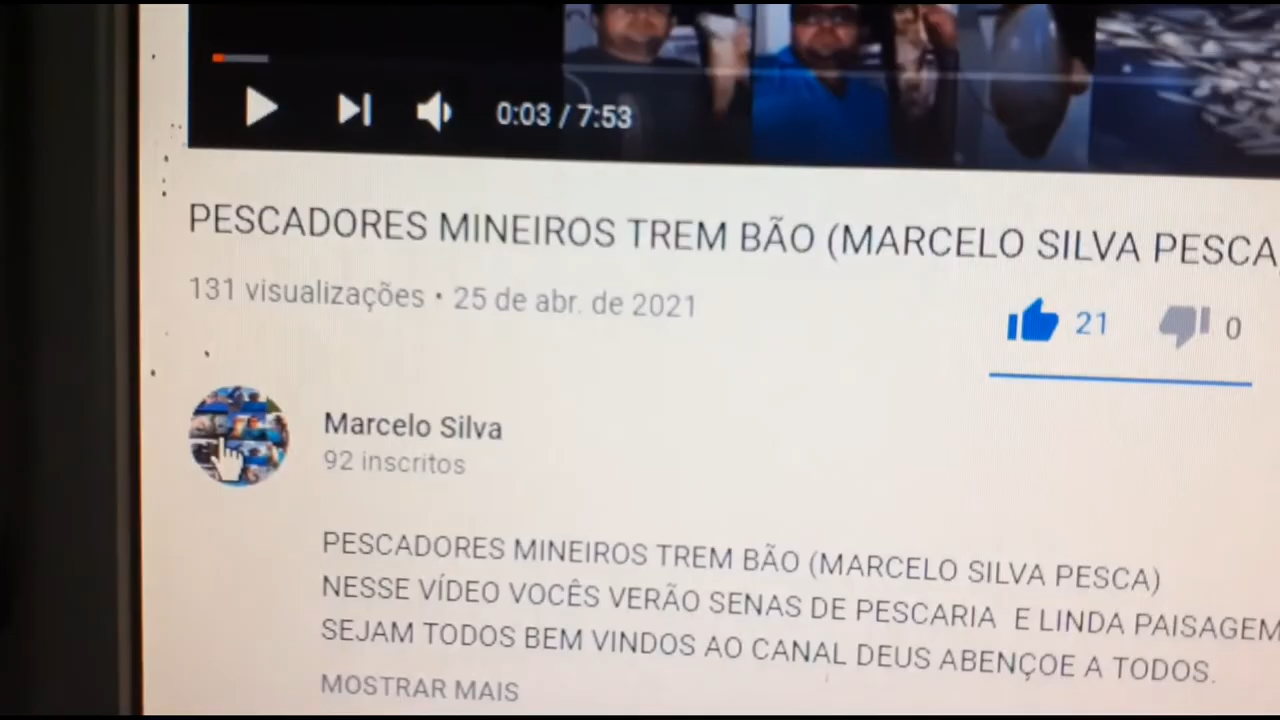 0:03 / 7:53
PESCADORES MINEIROS TREM BÃO (MARCELO SILVA PESCA
131 visualizações • 25 de abr. de 2021
21 0
Marcelo Silva
92 inscritos
PESCADORES MINEIROS TREM BÃO (MARCELO SILVA PESCA)
NESSE VÍDEO VOCÊS VERÃO SENAS DE PESCARIA E LINDA PAISAGEM
SEJAM TODOS BEM VINDOS AO CANAL DEUS ABENÇOE A TODOS.
MOSTRAR MAIS